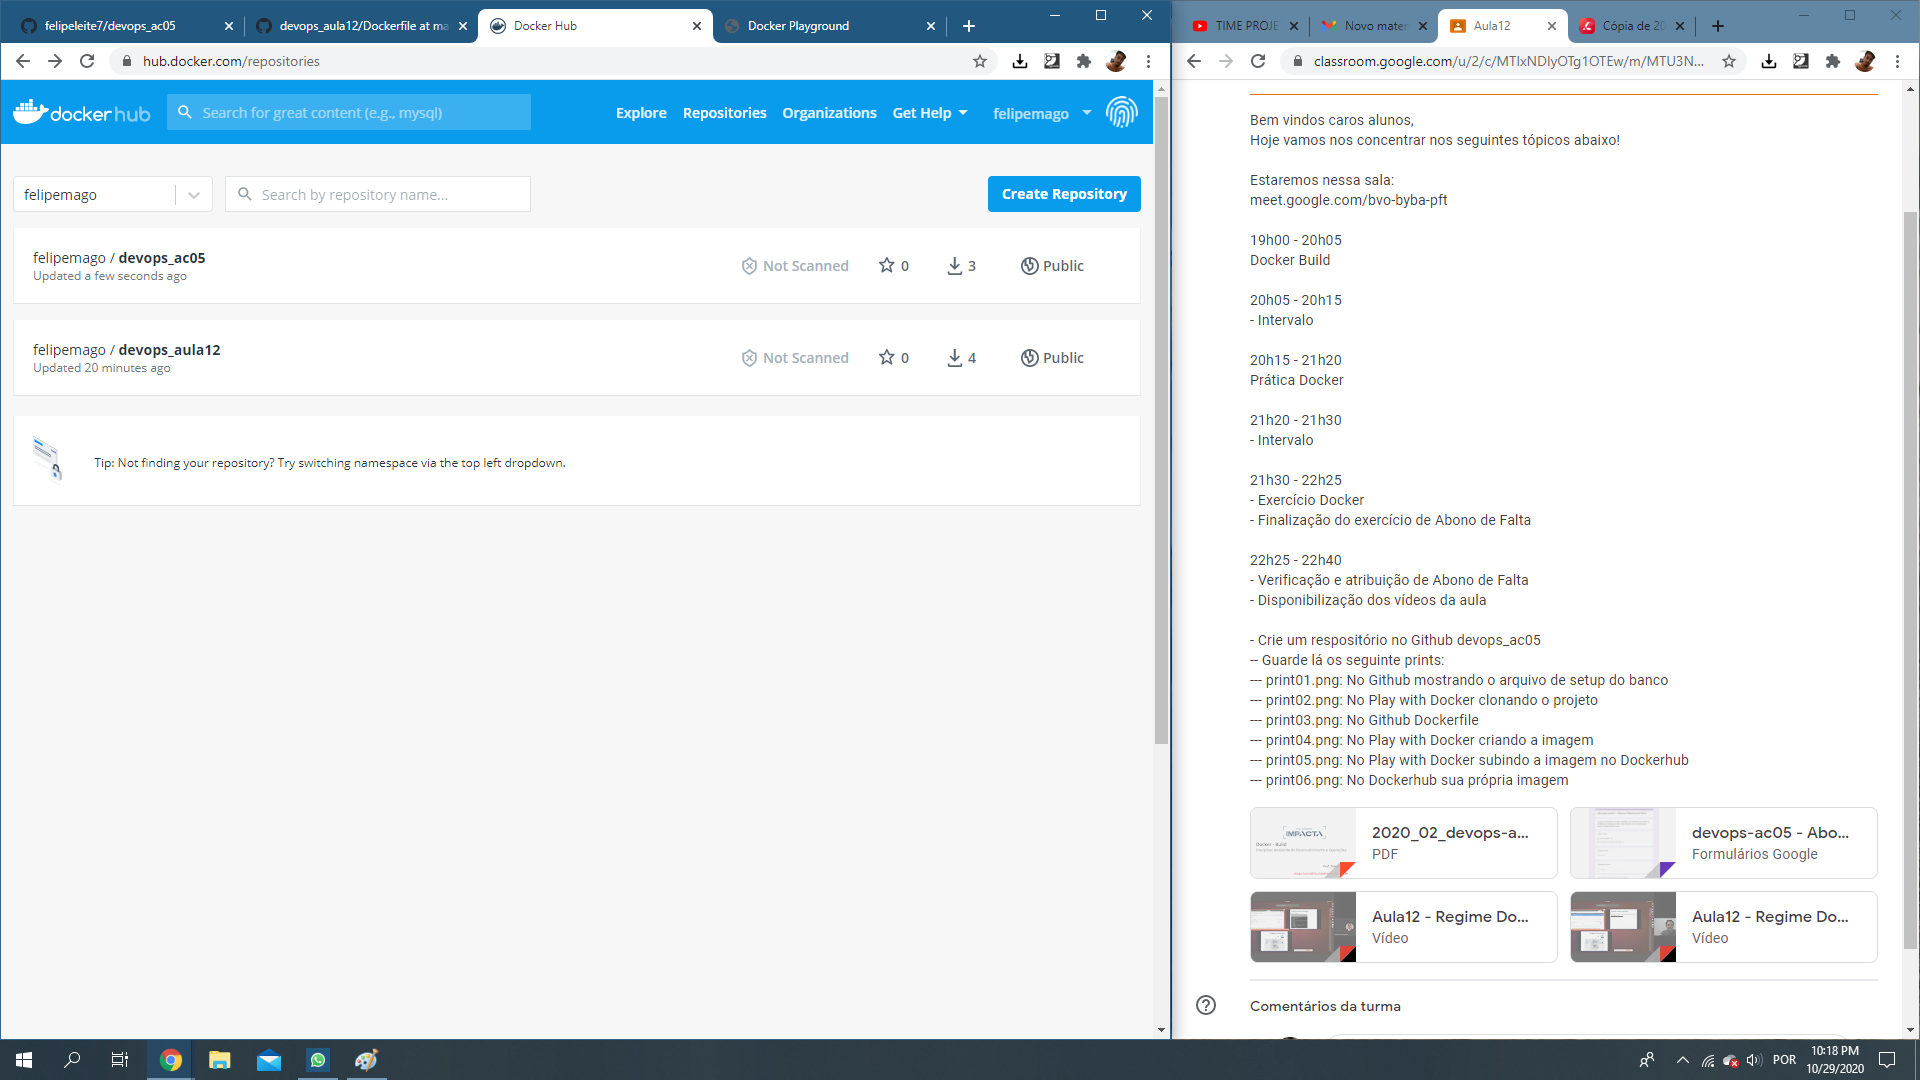 felipeleite7/devops_ac05
devops_aula12/Dockerfile at ma
Docker Hub
Docker Playground
hub.docker.com/repositories
docker hub
Search for great content (e.g., mysql)
Explore
Repositories
Organizations
Get Help
felipemago
felipemago
Search by repository name...
Create Repository
felipemago / devops_ac05
Updated a few seconds ago
Not Scanned
0
3
Public
felipemago / devops_aula12
Updated 20 minutes ago
Not Scanned
0
4
Public
Tip: Not finding your repository? Try switching namespace via the top left dropdown.
TIME PROJE
Novo mater
Aula12
Cópia de 20
classroom.google.com/u/2/c/MTIxNDIyOTg1OTEw/m/MTU3N...
Bem vindos caros alunos,
Hoje vamos nos concentrar nos seguintes tópicos abaixo!
Estaremos nessa sala:
meet.google.com/bvo-byba-pft
19h00 - 20h05
Docker Build
20h05 - 20h15
- Intervalo
20h15 - 21h20
Prática Docker
21h20 - 21h30
- Intervalo
21h30 - 22h25
- Exercício Docker
- Finalização do exercício de Abono de Falta
22h25 - 22h40
- Verificação e atribuição de Abono de Falta
- Disponibilização dos vídeos da aula
- Crie um respositório no Github devops_ac05
-- Guarde lá os seguinte prints:
--- print01.png: No Github mostrando o arquivo de setup do banco
--- print02.png: No Play with Docker clonando o projeto
--- print03.png: No Github Dockerfile
--- print04.png: No Play with Docker criando a imagem
--- print05.png: No Play with Docker subindo a imagem no Dockerhub
--- print06.png: No Dockerhub sua própria imagem
IMPACTA
Docker - Build
2020_02_devops-a...
PDF
devops-ac05 - Abo...
Formulários Google
Aula12 - Regime Do...
Vídeo
Aula12 - Regime Do...
Vídeo
Comentários da turma
POR
10:18 PM
10/29/2020